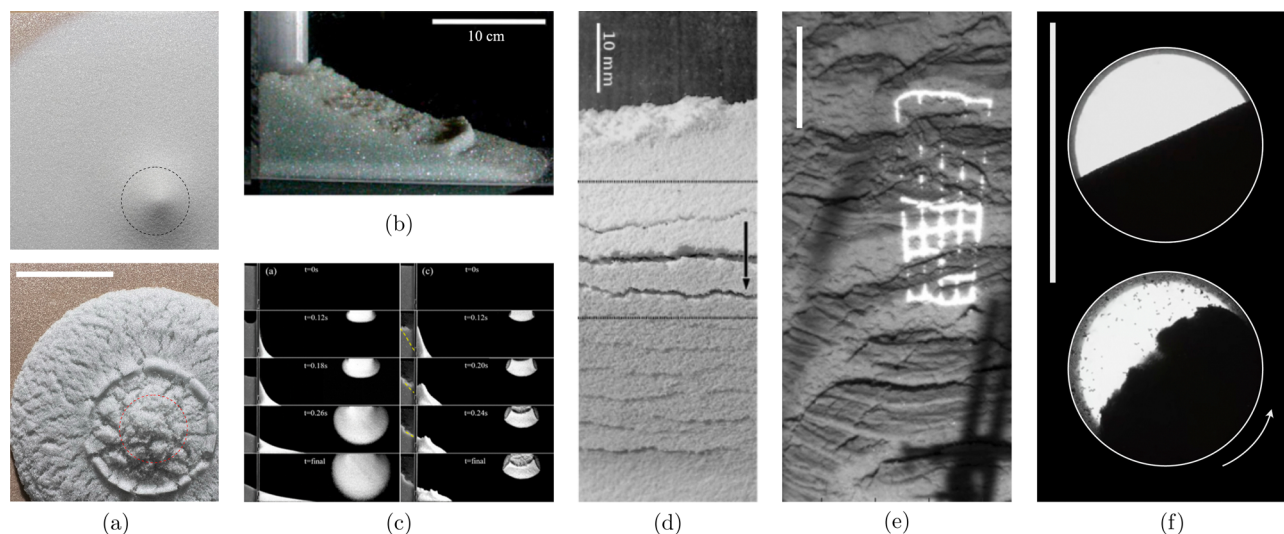 10 cm
(b)
(a)
(c)
t=0s
t=0s
t=0.12s
t=0.12s
t=0.18s
t=0.20s
t=0.26s
t=0.24s
t=final
t=final
10 mm
(a)
(c)
(d)
(e)
(f)